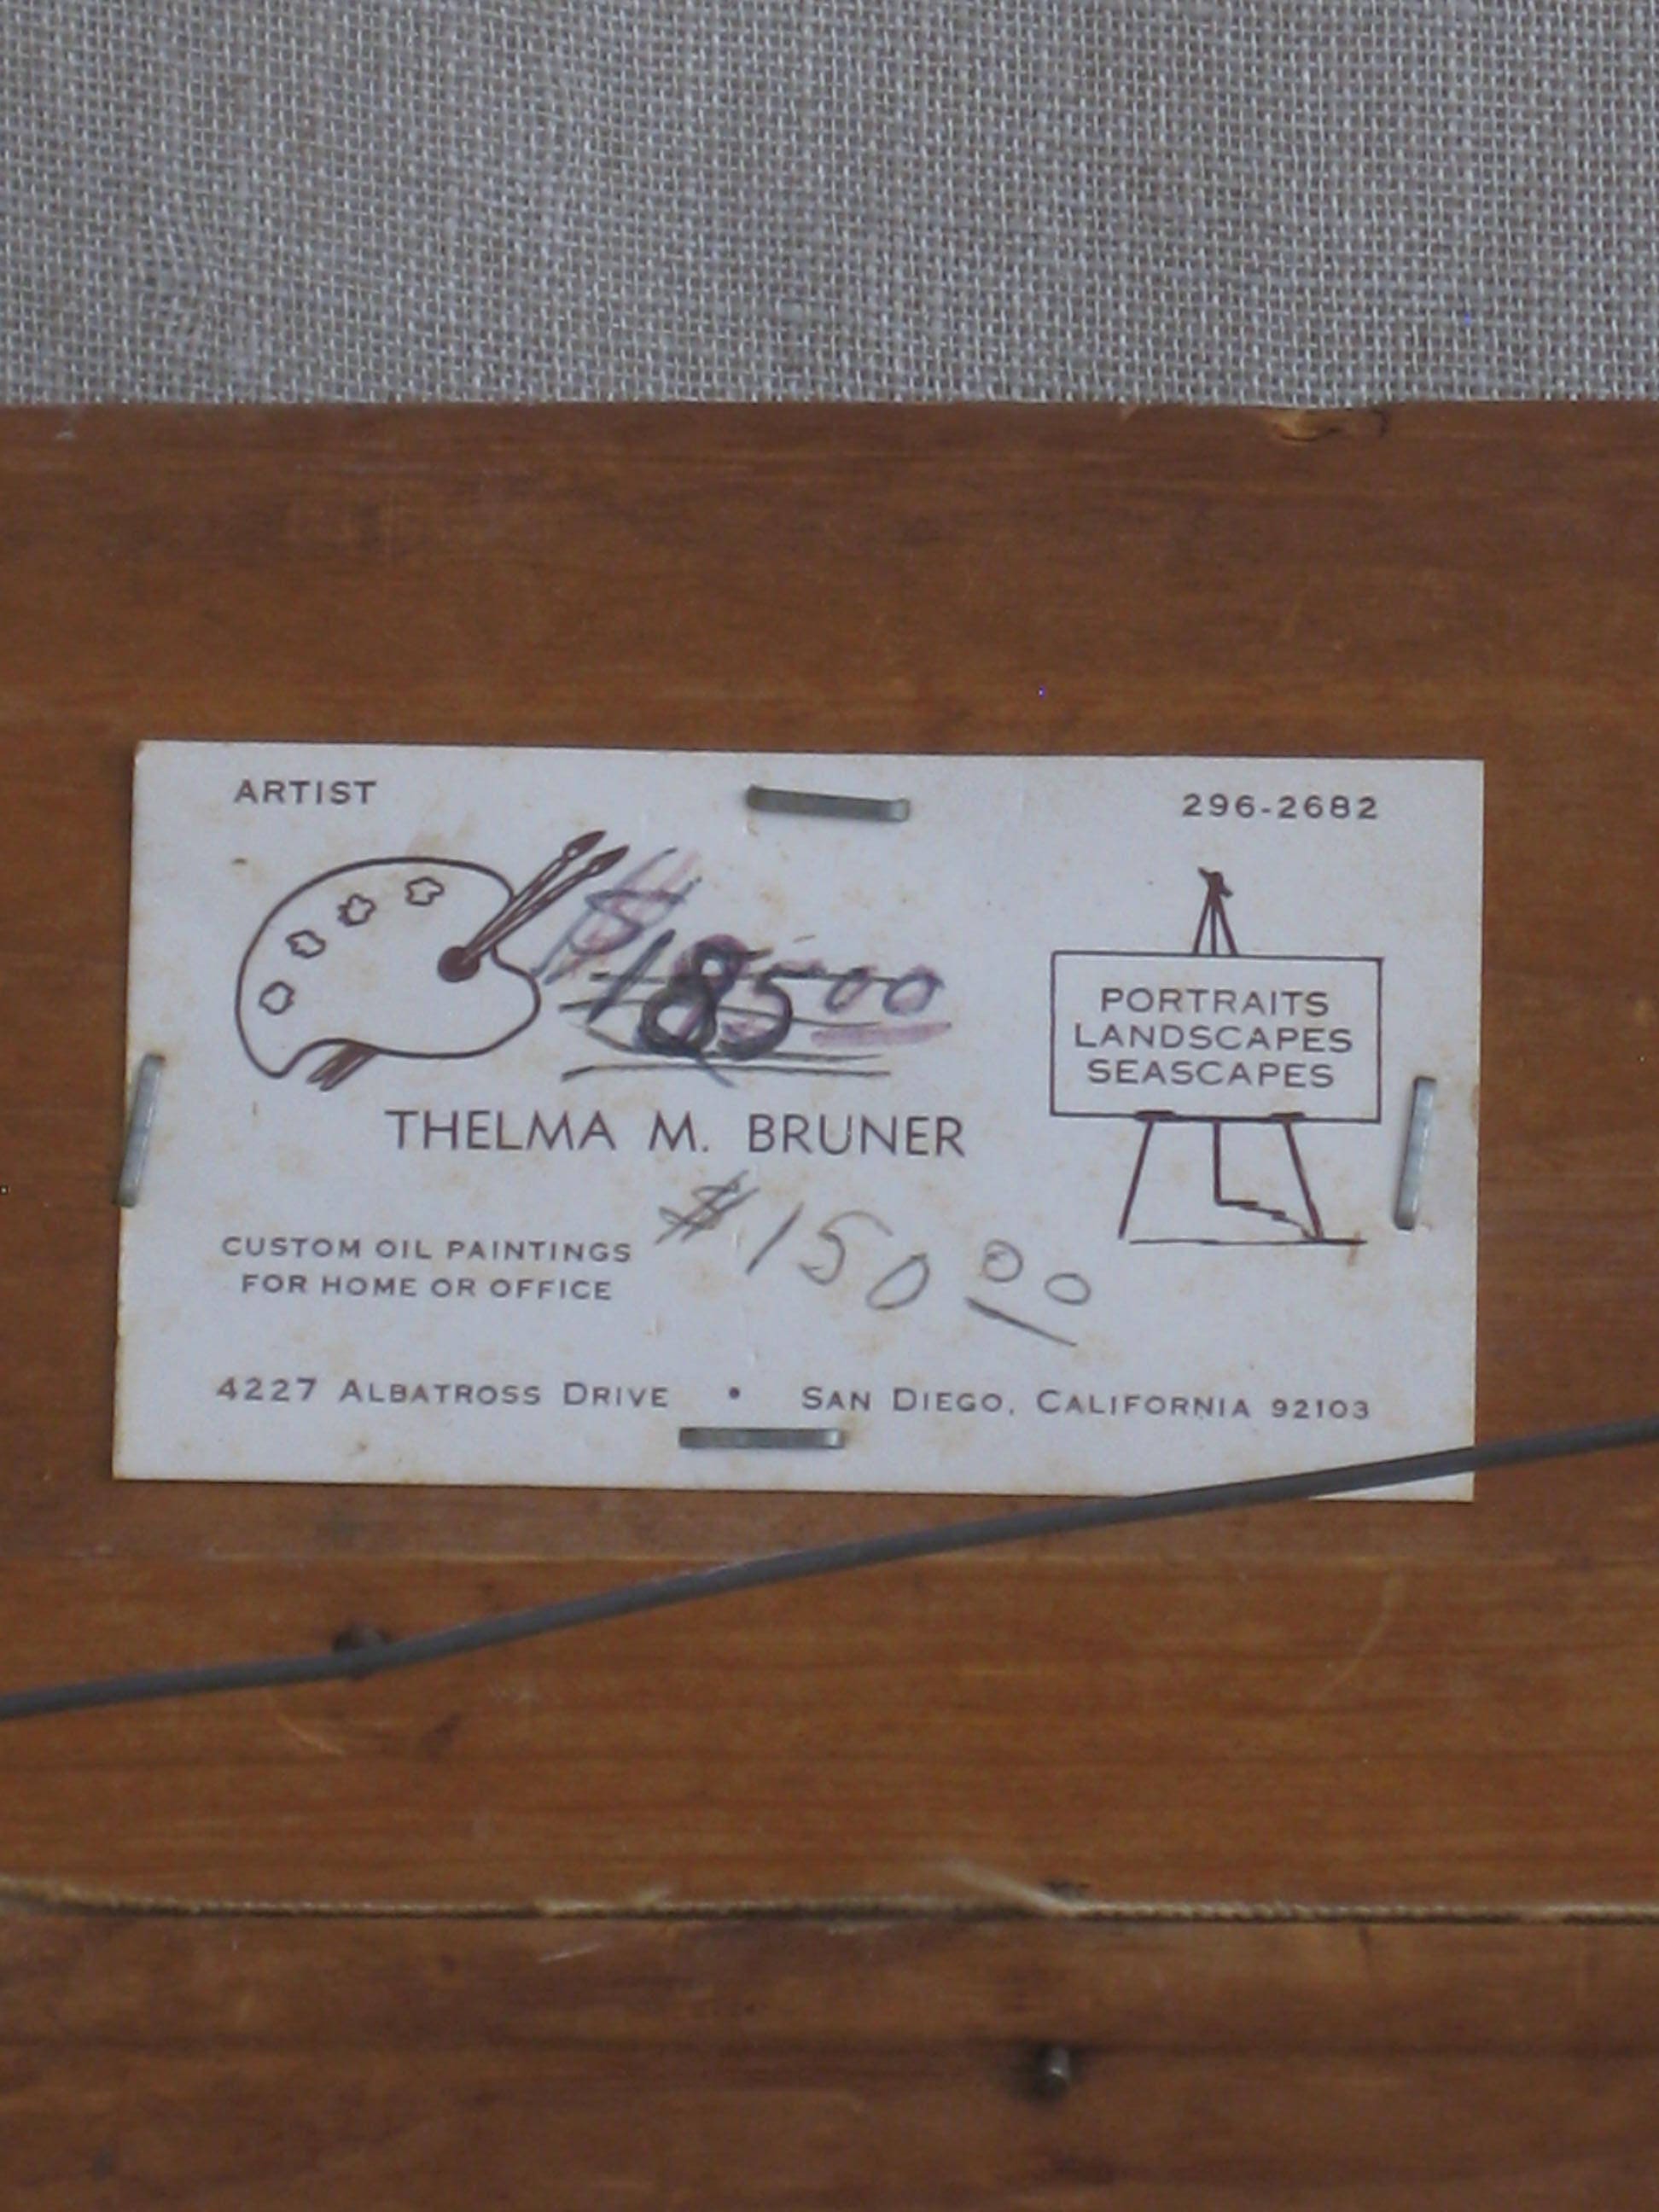 ARTIST
296-2682
$185 00
PORTRAITS
LANDSCAPES
SEASCAPES
THELMA M. BRUNER
$150 00
CUSTOM OIL PAINTINGS
FOR HOME OR OFFICE
4227 ALBATROSS DRIVE • SAN DIEGO, CALIFORNIA 92103